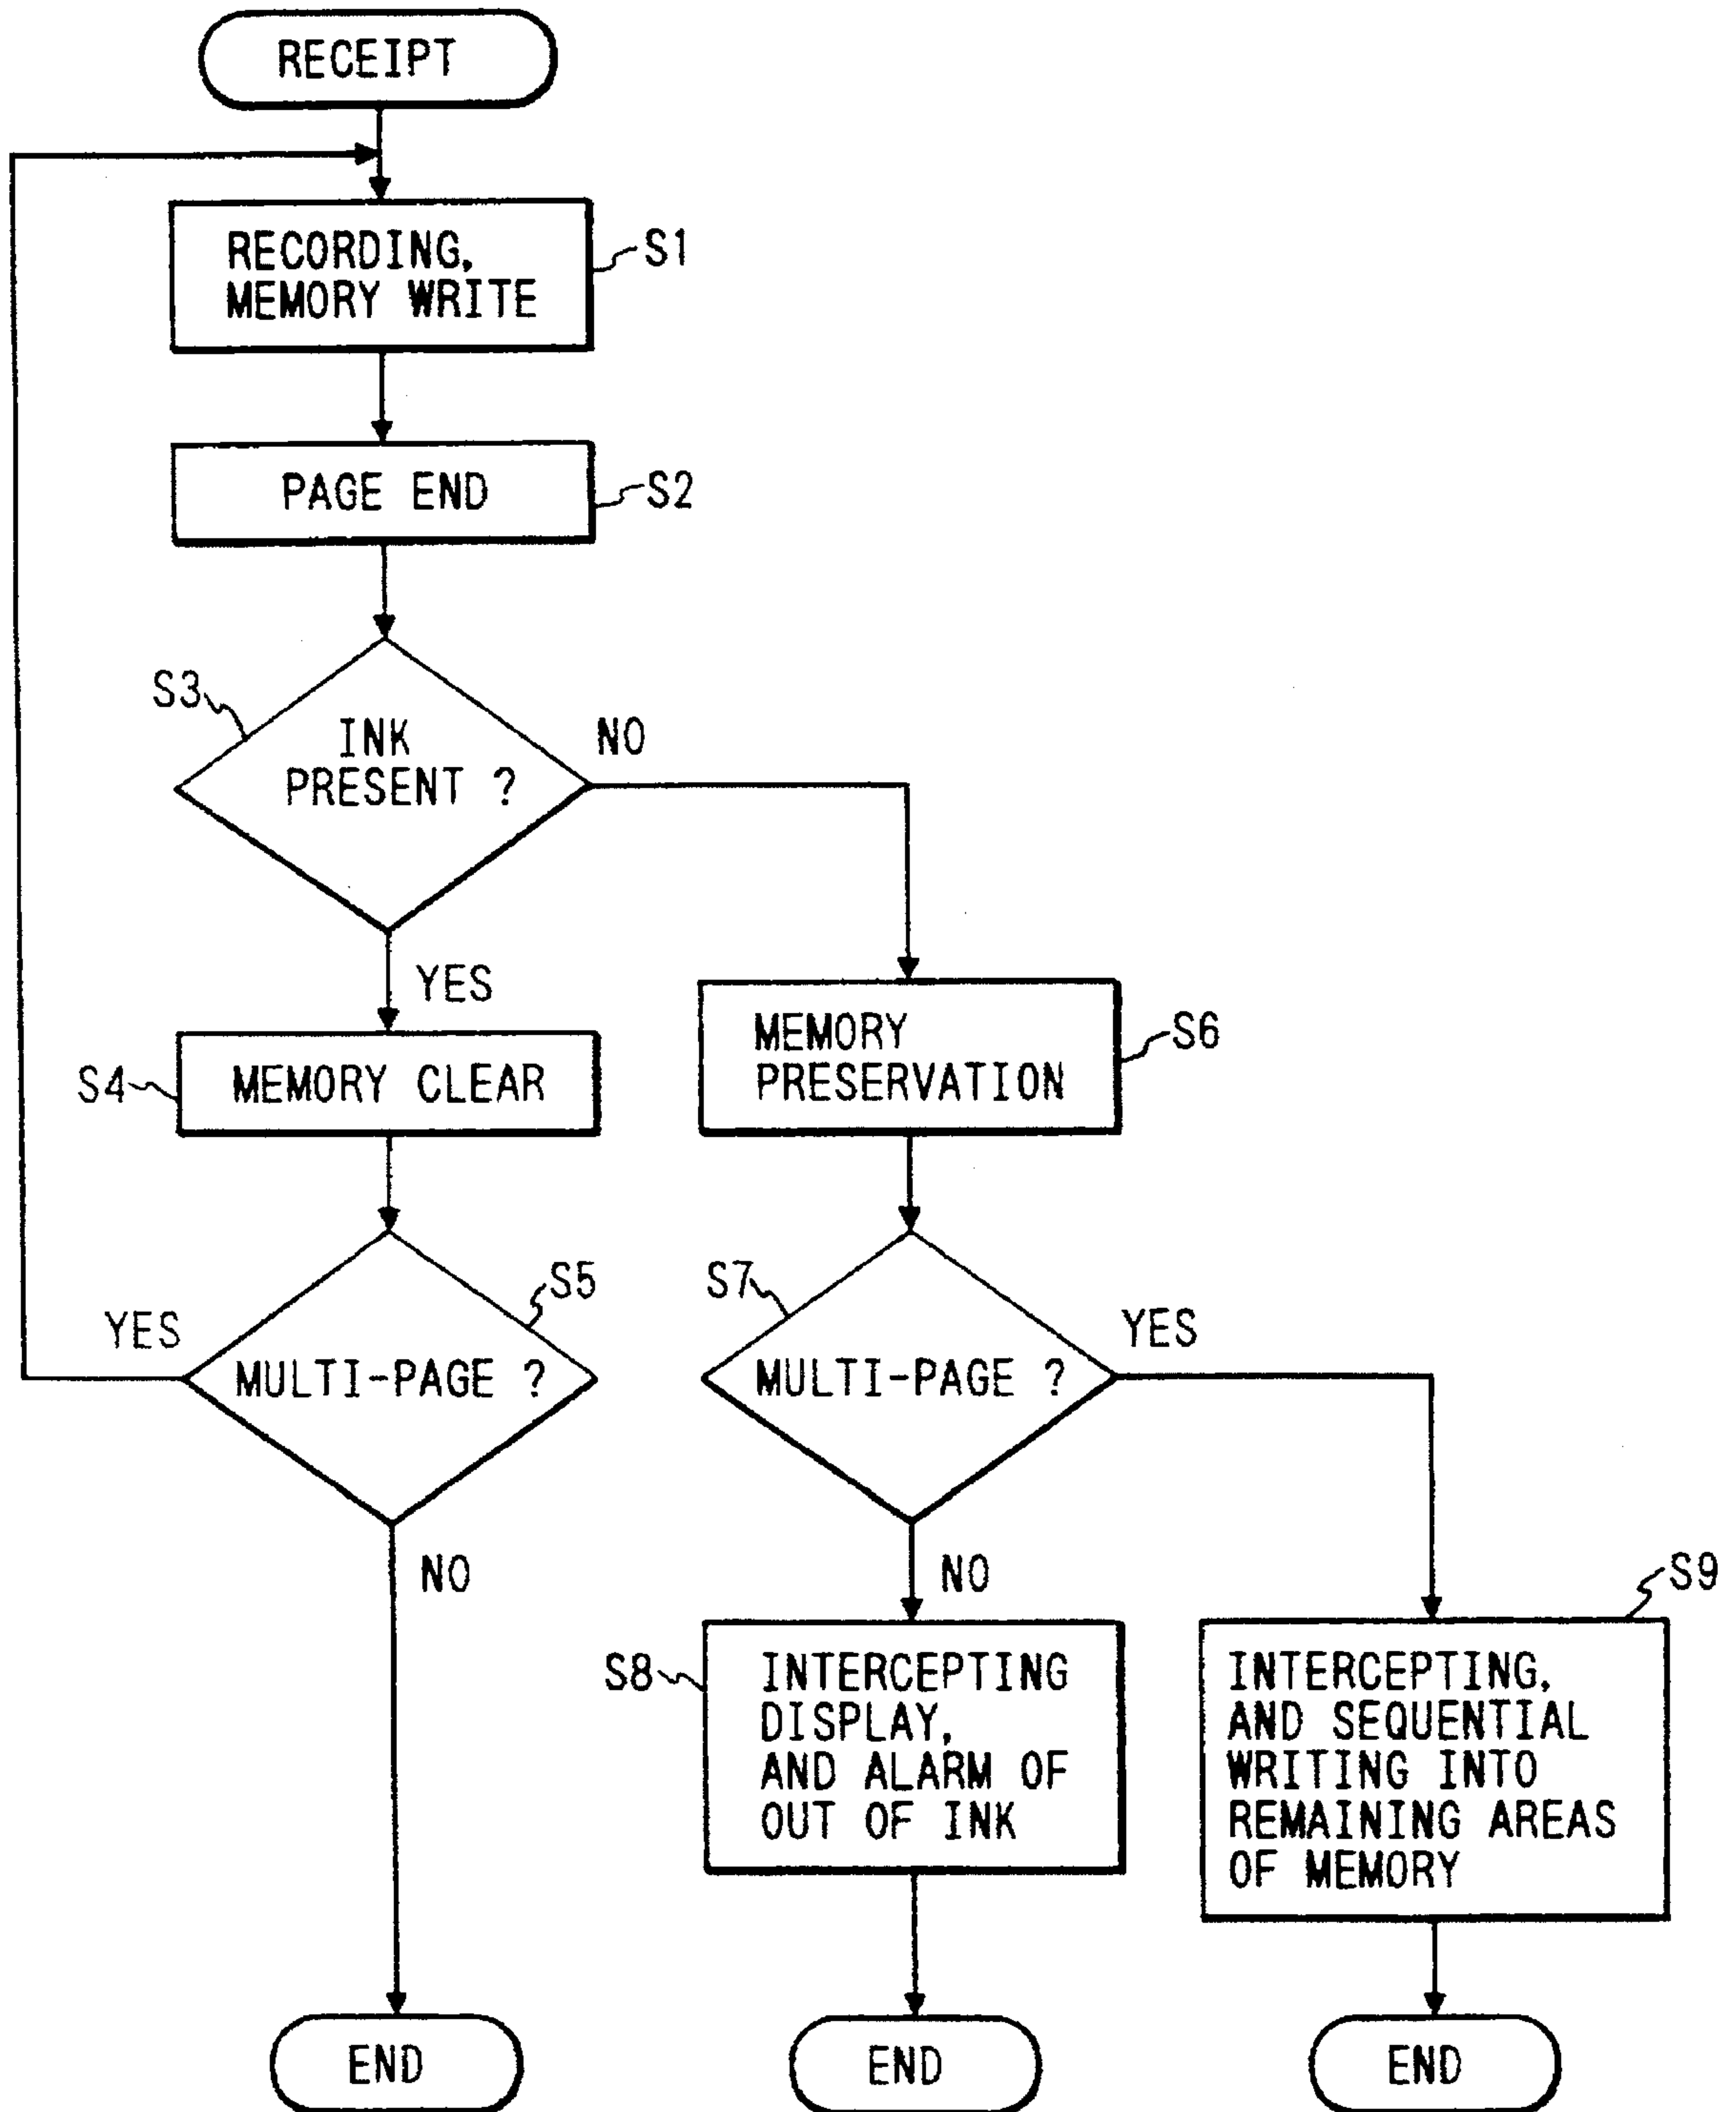 RECEIPT
RECORDING,
MEMORY WRITE
S1
PAGE END
S2
S3
INK
PRESENT ?
NO
YES
S4
MEMORY CLEAR
MEMORY
PRESERVATION
S6
YES
MULTI-PAGE ?
S5
NO
S7
MULTI-PAGE ?
YES
NO
S8
INTERCEPTING
DISPLAY,
AND ALARM OF
OUT OF INK
S9
INTERCEPTING,
AND SEQUENTIAL
WRITING INTO
REMAINING AREAS
OF MEMORY
END
END
END